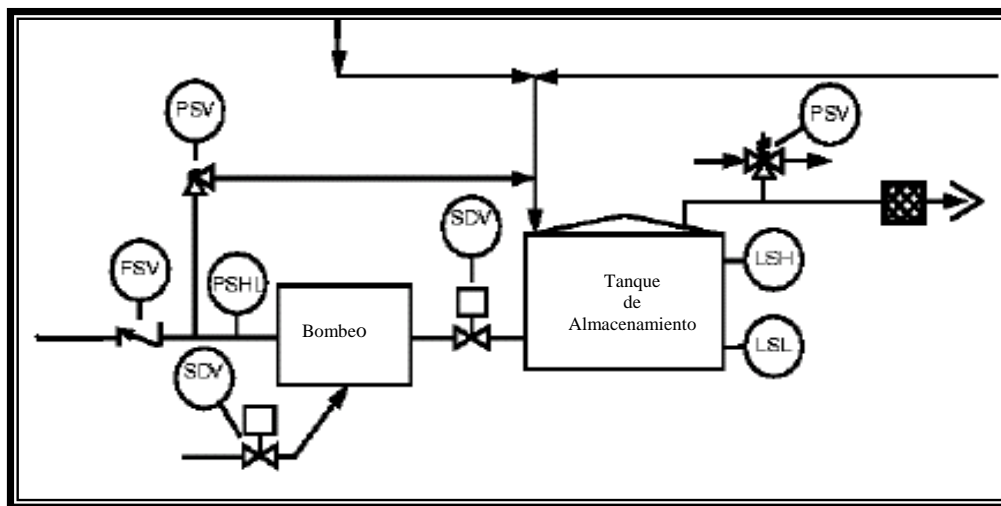 PSV
PSV
SDV
FSV
PSHL
LSH
Tanque
de
Almacenamiento
Bombeo
LSL
SDV